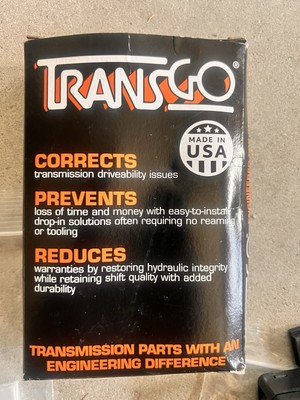 TRANSGO®
MADE IN
USA
CORRECTS
transmission driveability issues
PREVENTS
loss of time and money with easy-to-install
drop-in solutions often requiring no reaming
or tooling
REDUCES
warranties by restoring hydraulic integrity
while retaining shift quality with added
durability
TRANSMISSION PARTS WITH AN
ENGINEERING DIFFERENCE